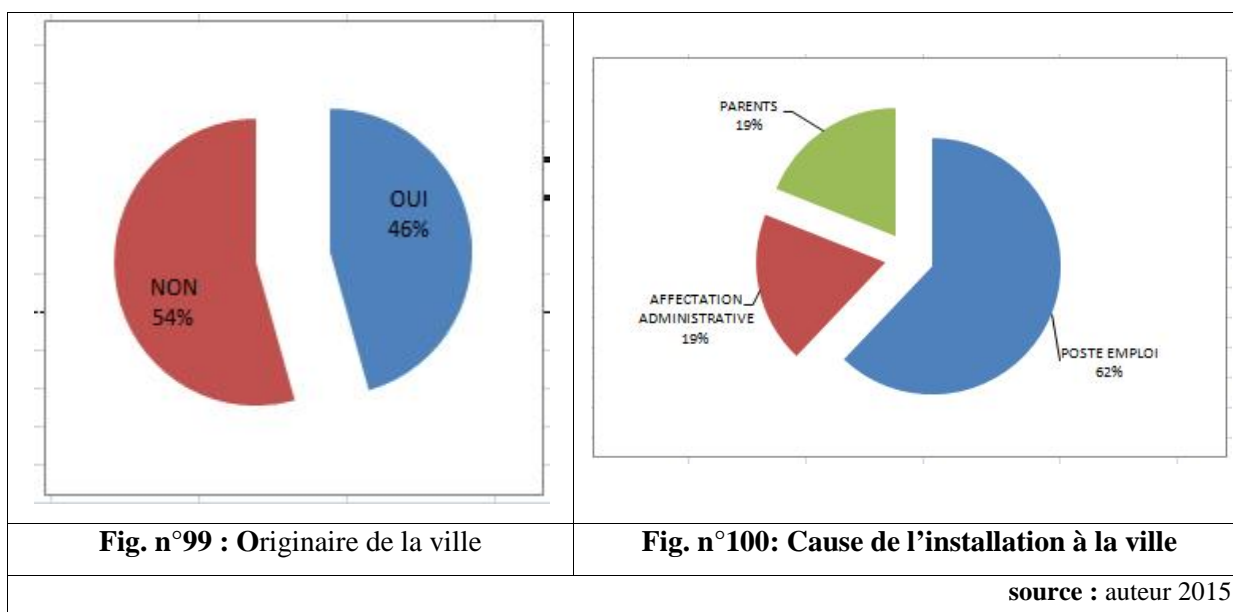 OUI
46%
NON
54%
Fig. n°99 : Originaire de la ville
PARENTS
19%
AFFECTATION
ADMINISTRATIVE
19%
POSTE EMPLOI
62%
Fig. n°100: Cause de l’installation à la ville
source : auteur 2015